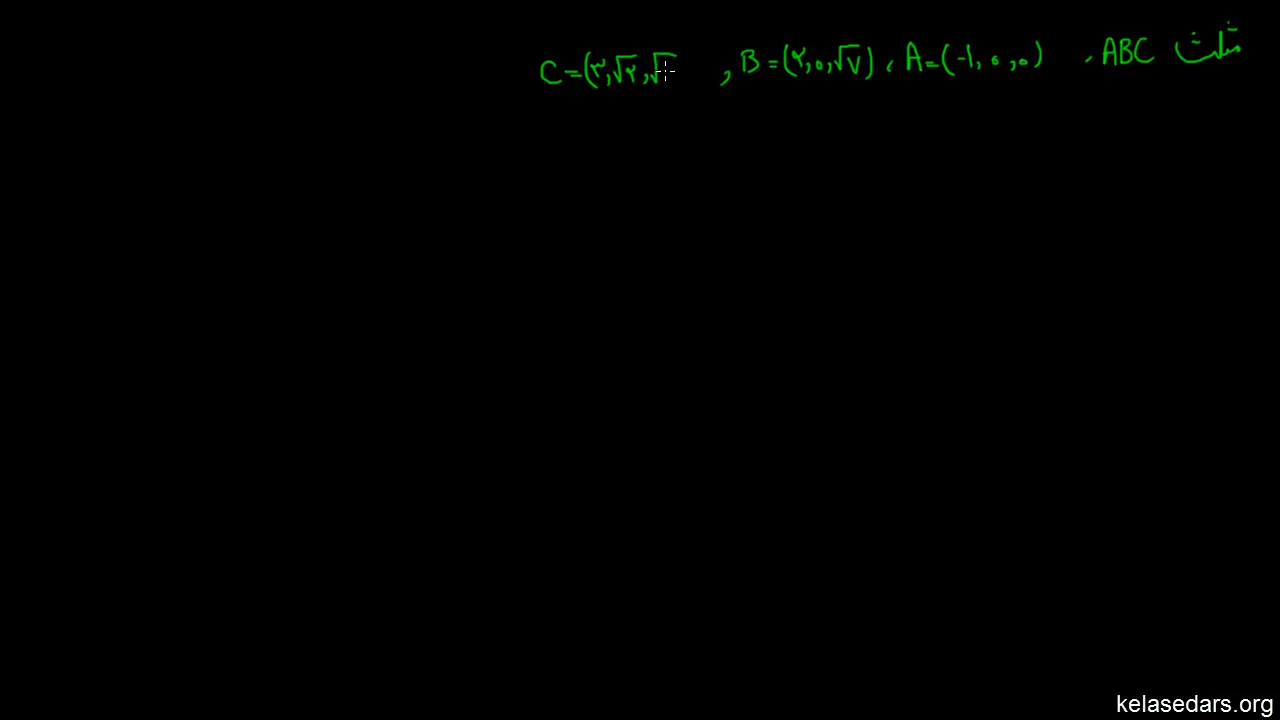 مثلث ABC ، A=(-۱,۰,۰) ، B=(۲,۰,√۷) , C=(۳,√۲,√
kelasedars.org